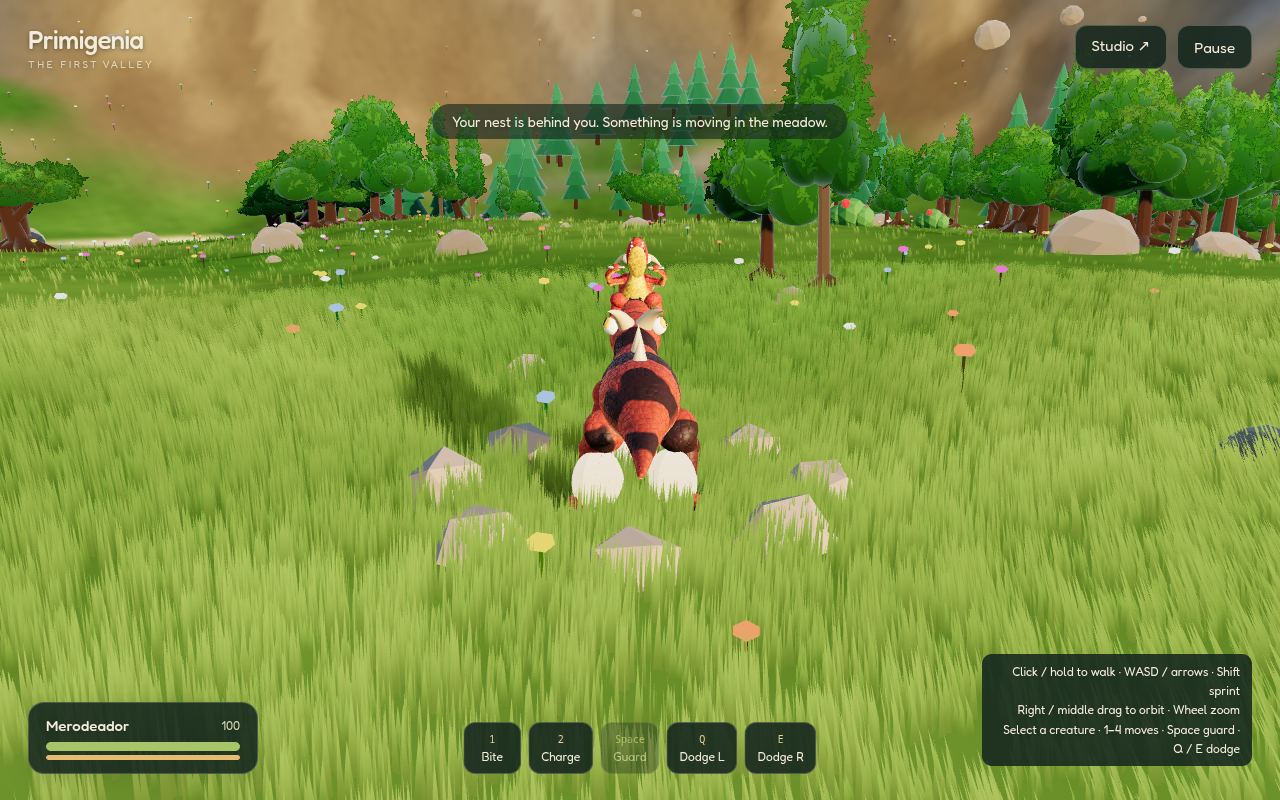 Primigenia
THE FIRST VALLEY
Studio ↗
Pause
Your nest is behind you. Something is moving in the meadow.
Click / hold to walk · WASD / arrows · Shift
sprint
Right / middle drag to orbit · Wheel zoom
Select a creature · 1–4 moves · Space guard ·
Q / E dodge
Merodeador 100
1
Bite
2
Charge
Space
Guard
Q
Dodge L
E
Dodge R